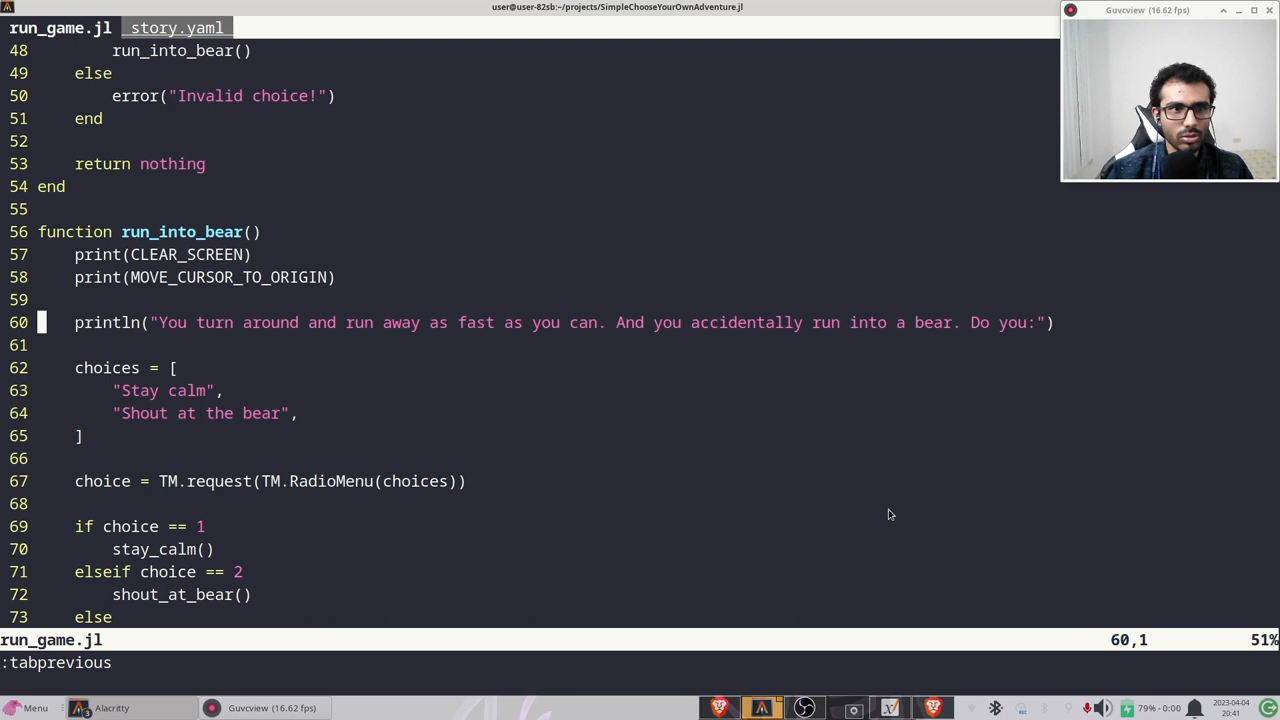 user@user-82sb:~/projects/SimpleChooseYourOwnAdventure.jl
Guvcview (16.62 fps)
run_game.jl story.yaml
48 run_into_bear()
49 else
50 error("Invalid choice!")
51 end
52
53 return nothing
54 end
55
56 function run_into_bear()
57 print(CLEAR_SCREEN)
58 print(MOVE_CURSOR_TO_ORIGIN)
59
60 println("You turn around and run away as fast as you can. And you accidentally run into a bear. Do you:")
61
62 choices = [
63 "Stay calm",
64 "Shout at the bear",
65 ]
66
67 choice = TM.request(TM.RadioMenu(choices))
68
69 if choice == 1
70 stay_calm()
71 elseif choice == 2
72 shout_at_bear()
73 else
run_game.jl 60,1 51%
:tabprevious
Menu Alacritty Guvcview (16.62 fps) 79% - 0:00 2023-04-04
20:41